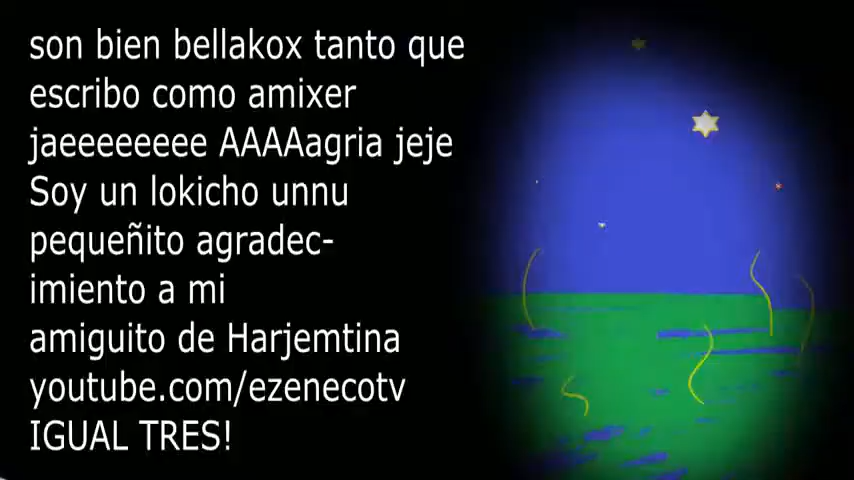 son bien bellakox tanto que
escribo como amixer
jaeeeeeeee AAAAagria jeje
Soy un lokicho unnu
pequeñito agradec-
imiento a mi
amiguito de Harjemtina
youtube.com/ezenecotv
IGUAL TRES!